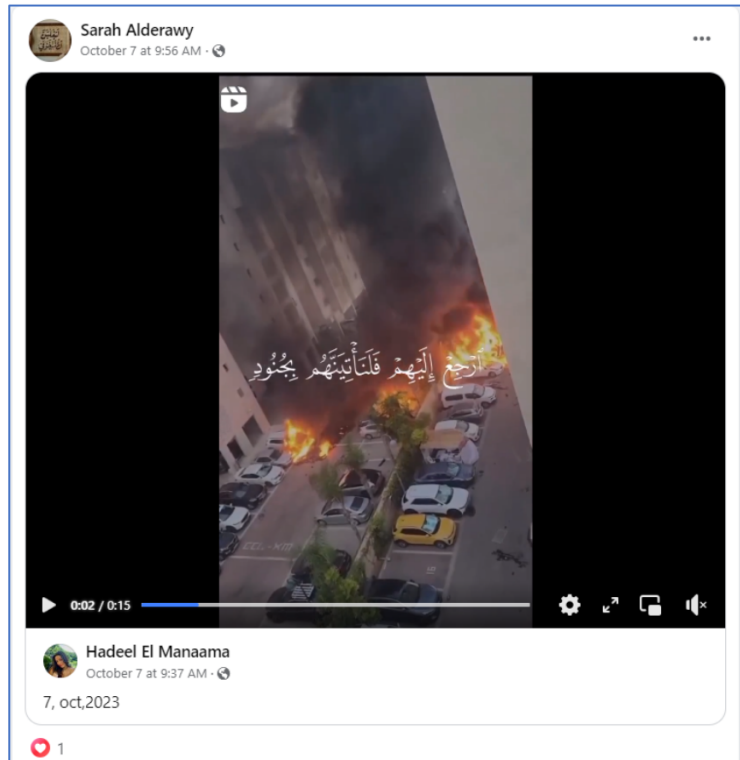 Sarah Alderawy
October 7 at 9:56 AM ·
ٱرْجِعْ إِلَيْهِمْ فَلَنَأْتِيَنَّهُم بِجُنُودٍ
0:02 / 0:15
Hadeel El Manaama
October 7 at 9:37 AM ·
7, oct,2023
1